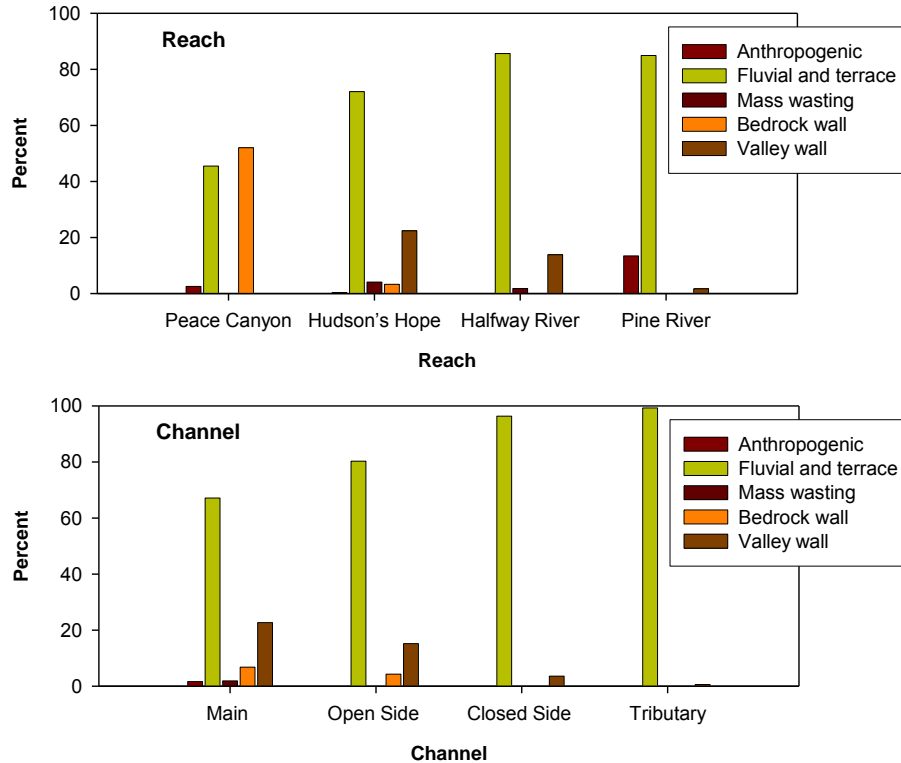 100
Reach
Anthropogenic
80
Fluvial and terrace
Mass wasting
Bedrock wall
60
Valley wall
Percent
40
20
0
Peace Canyon Hudson's Hope Halfway River Pine River
Reach
100
Channel
Anthropogenic
80
Fluvial and terrace
Mass wasting
Bedrock wall
60
Valley wall
Percent
40
20
0
Main Open Side Closed Side Tributary
Channel